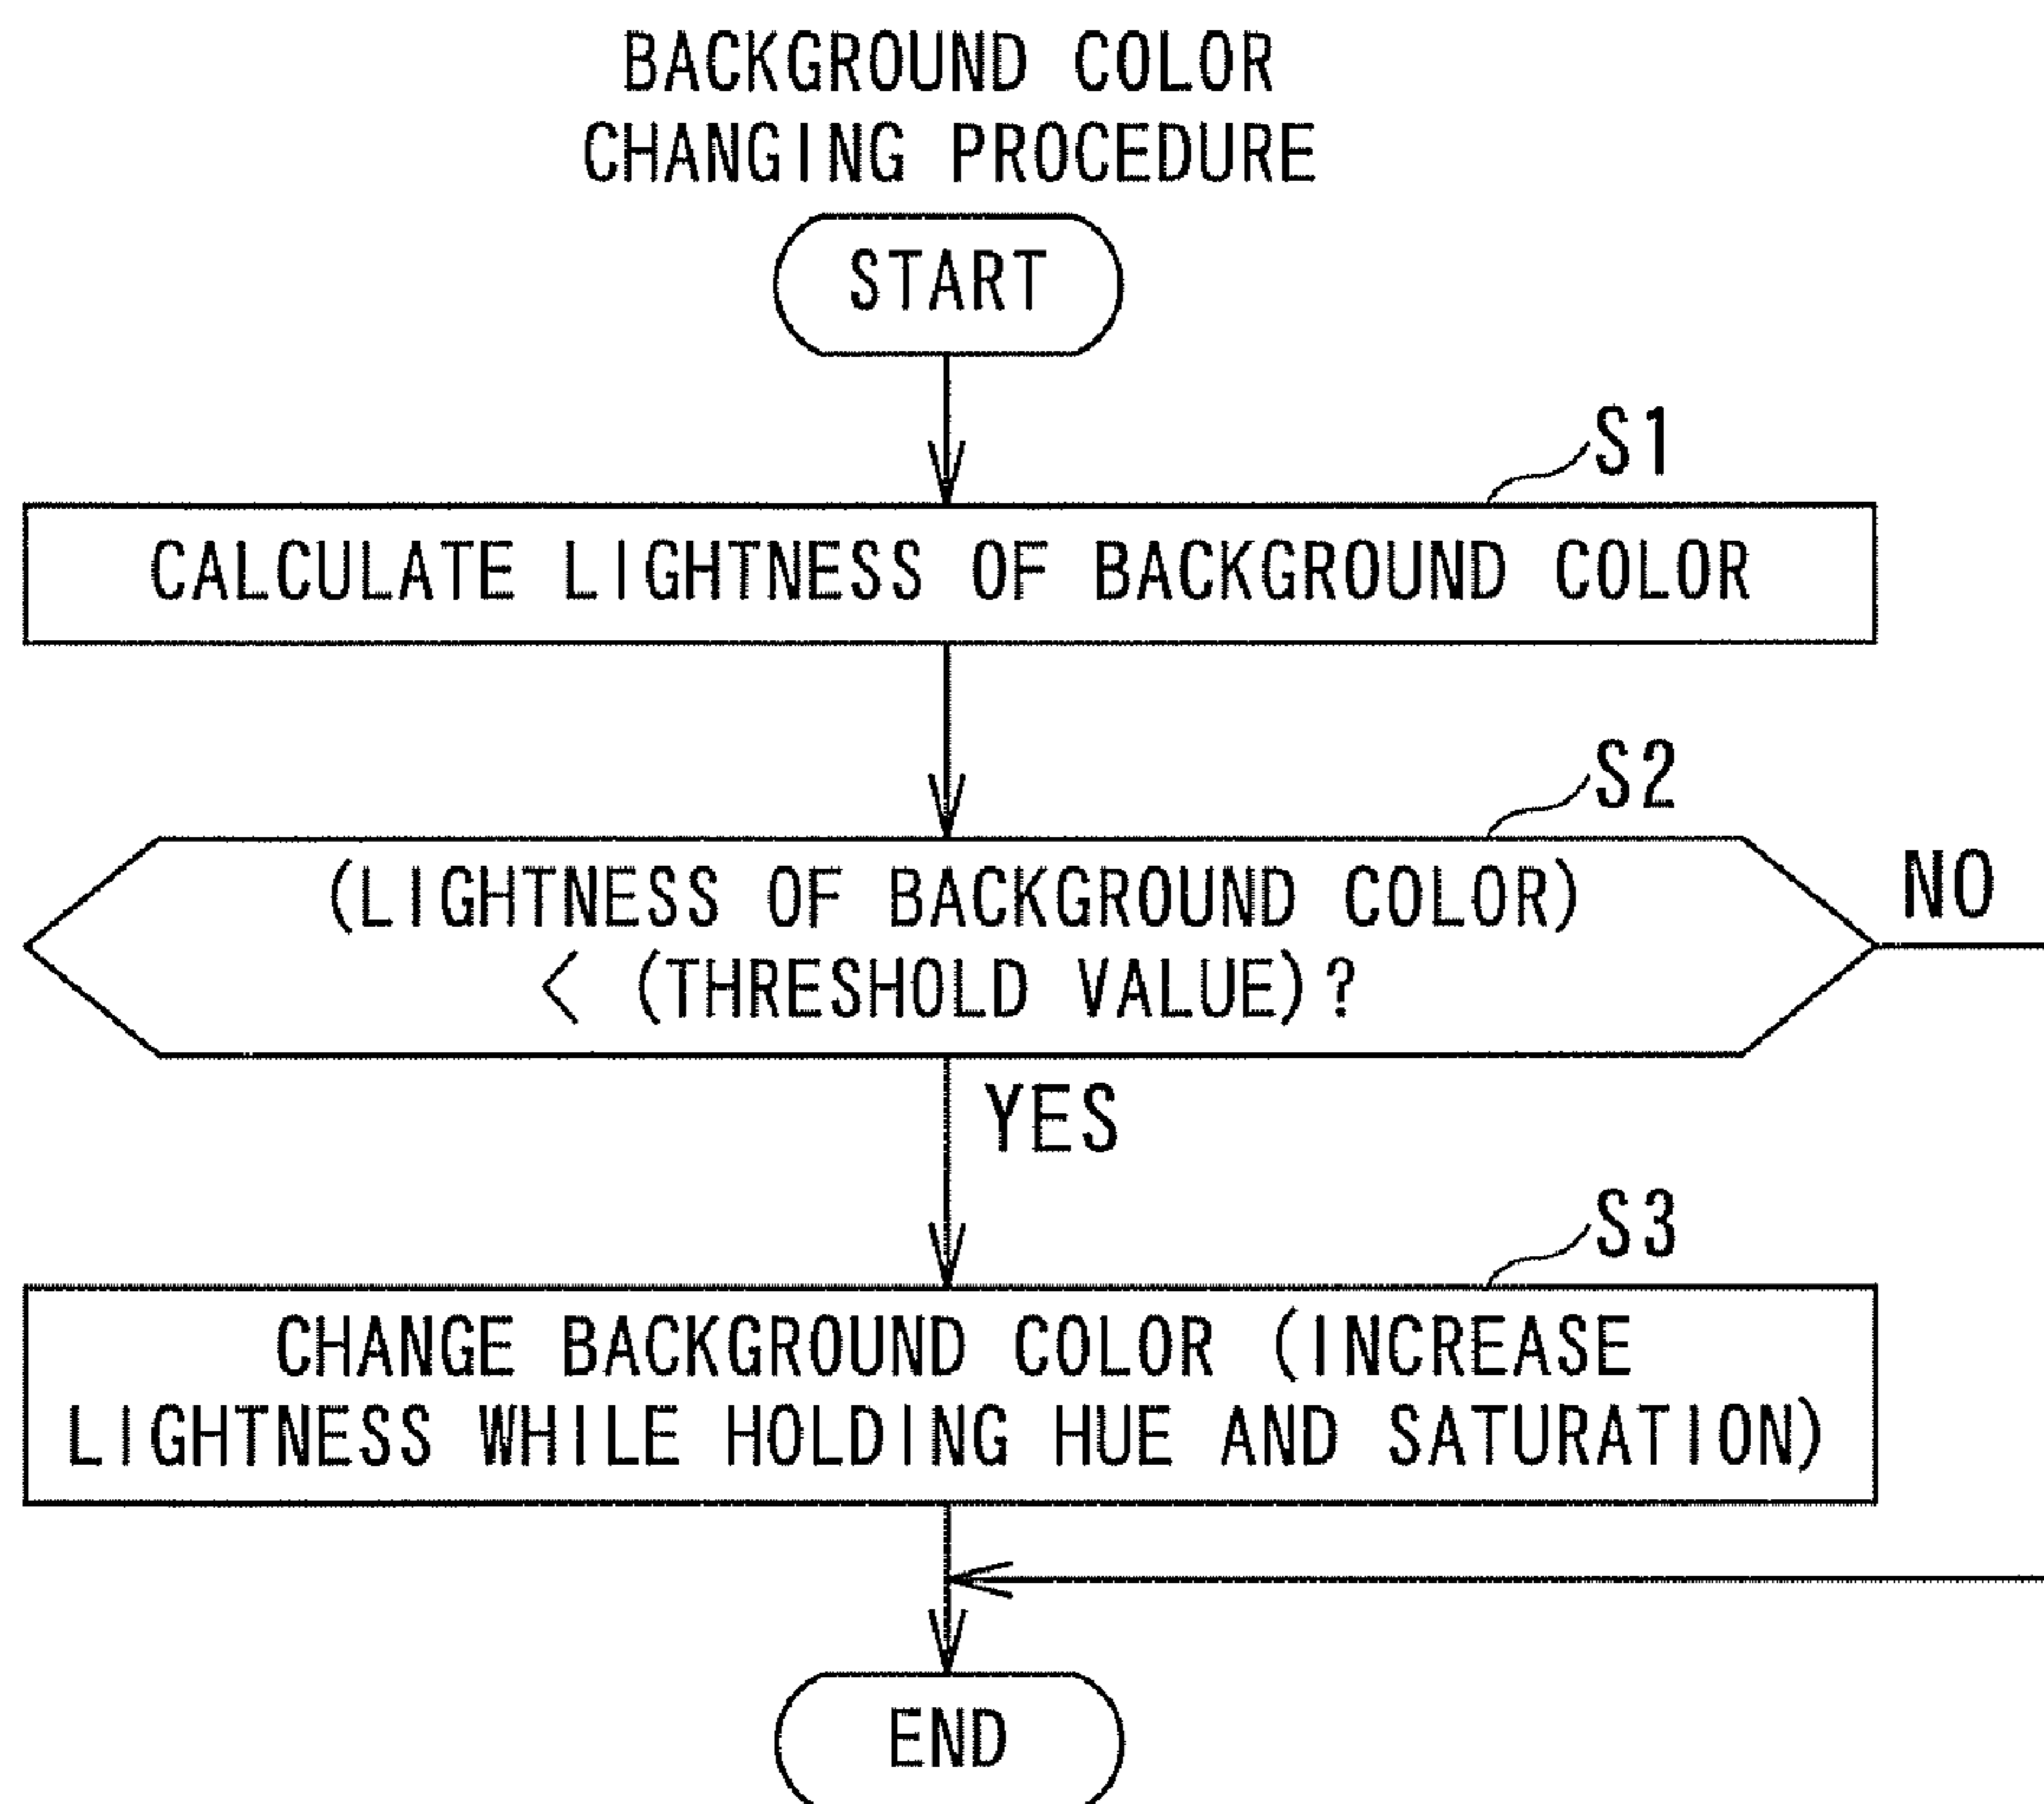 BACKGROUND COLOR
CHANGING PROCEDURE
START
S1
CALCULATE LIGHTNESS OF BACKGROUND COLOR
S2
(LIGHTNESS OF BACKGROUND COLOR)
< (THRESHOLD VALUE)?
NO
YES
S3
CHANGE BACKGROUND COLOR (INCREASE
LIGHTNESS WHILE HOLDING HUE AND SATURATION)
END